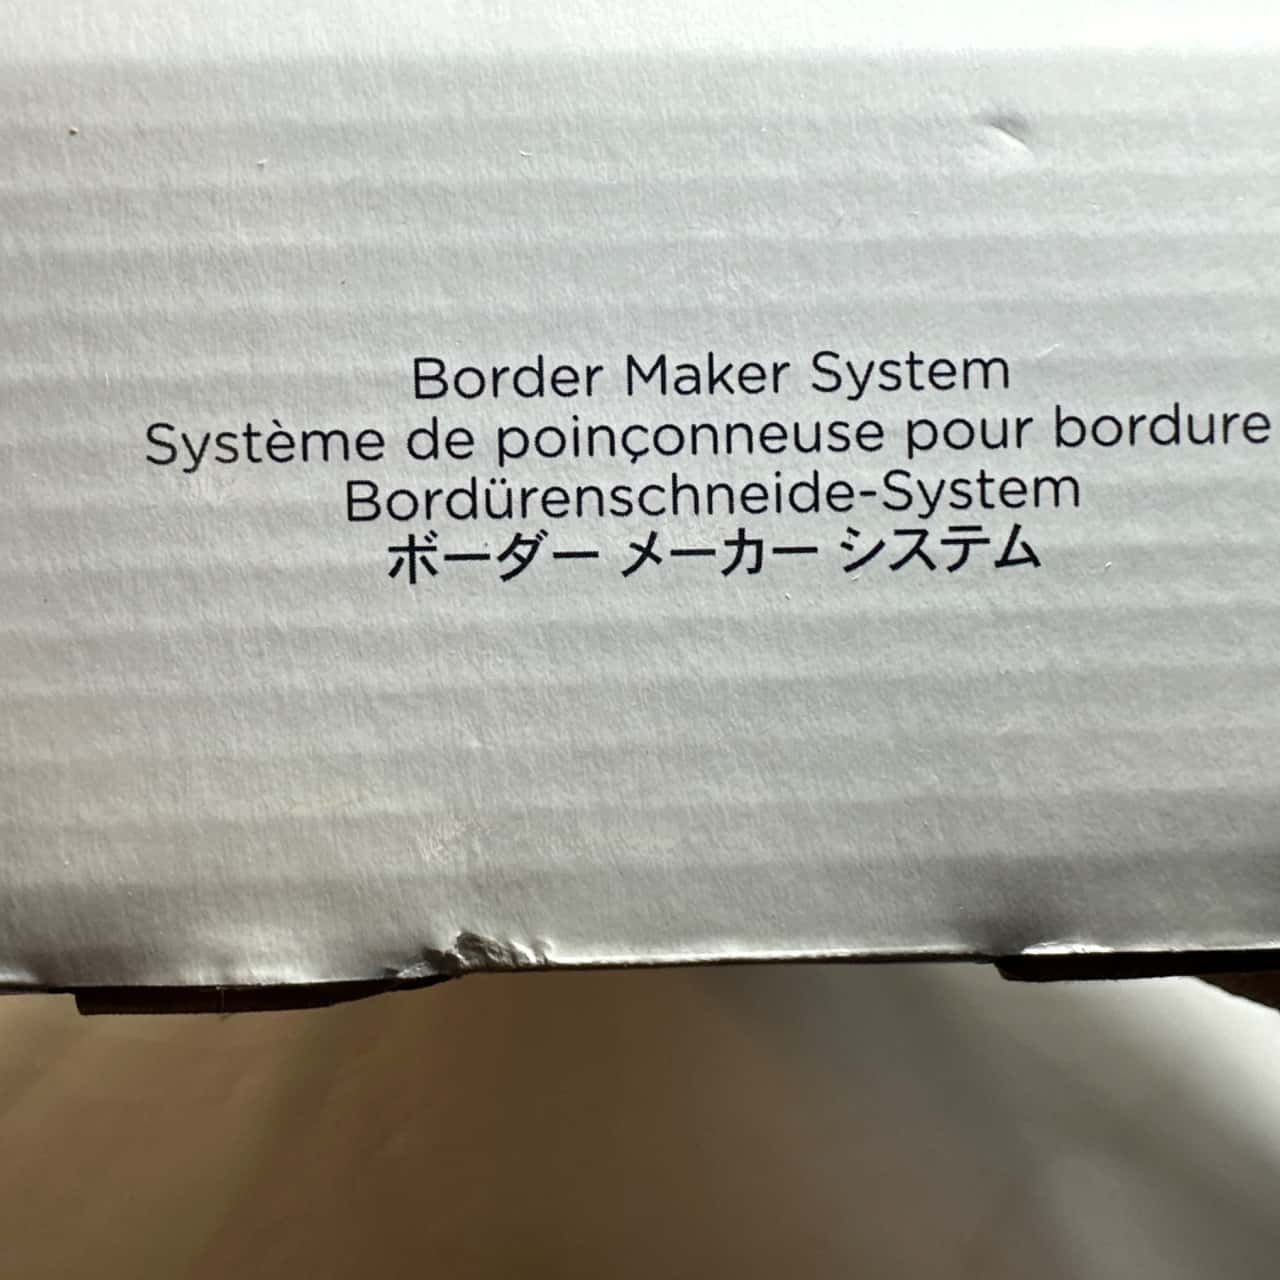 Border Maker System
Système de poinçonneuse pour bordure
Bordürenschneide-System
ボーダー メーカー システム